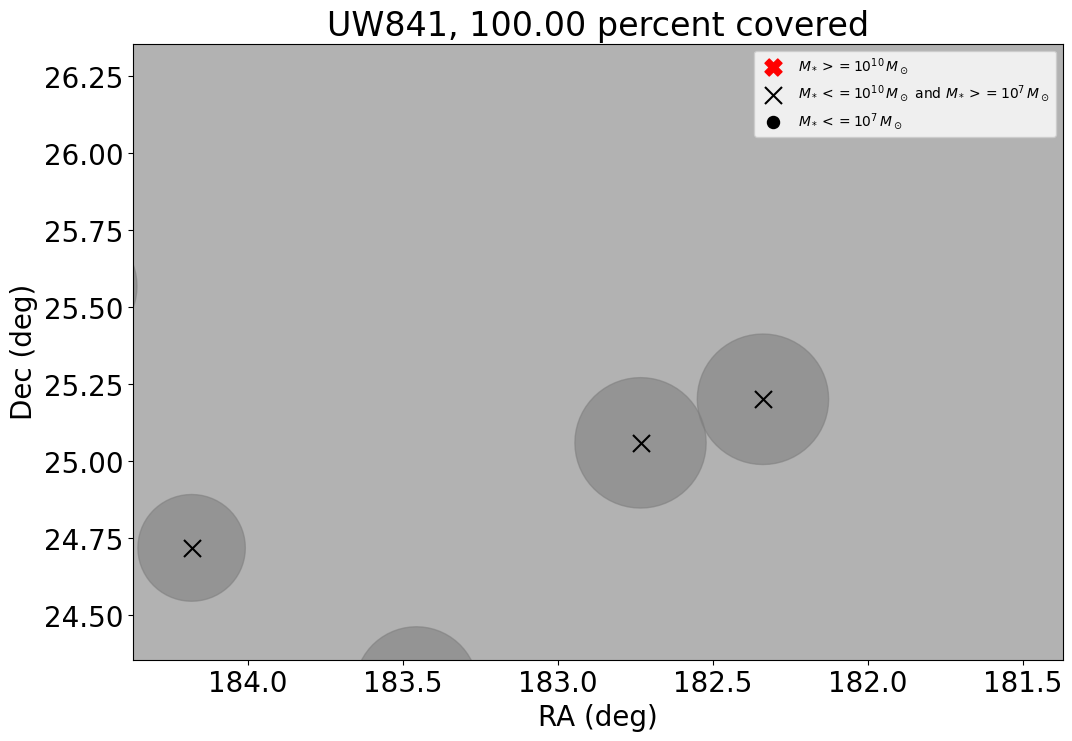 UW841, 100.00 percent covered
M* >= 10^10 M⊙
M* <= 10^10 M⊙ and M* >= 10^7 M⊙
M* <= 10^7 M⊙
26.25
26.00
25.75
25.50
25.25
25.00
24.75
24.50
Dec (deg)
184.0 183.5 183.0 182.5 182.0 181.5
RA (deg)